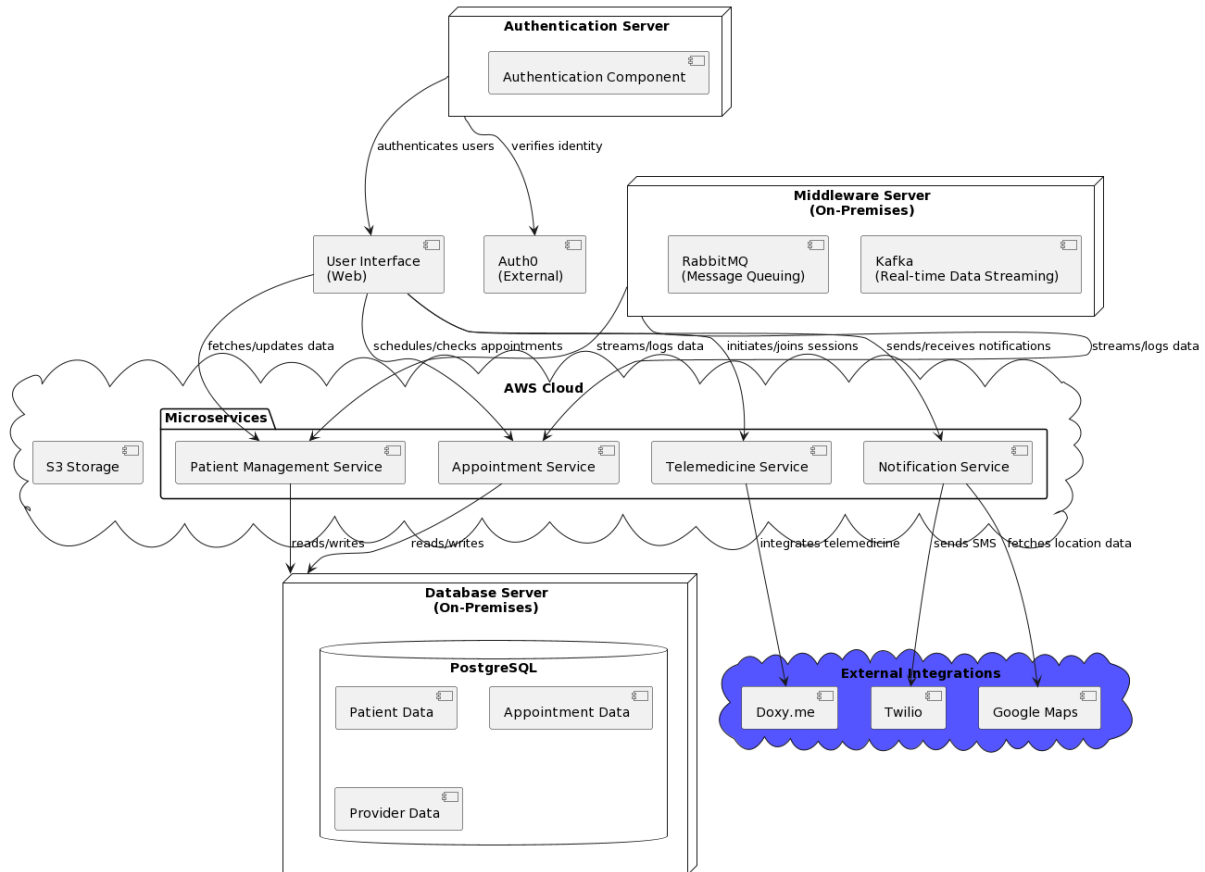 Authentication Server
Authentication Component
authenticates users
verifies identity
Middleware Server
(On-Premises)
User Interface
(Web)
Auth0
(External)
RabbitMQ
(Message Queuing)
Kafka
(Real-time Data Streaming)
fetches/updates data
schedules/checks appointments
streams/logs data
initiates/joins sessions
sends/receives notifications
streams/logs data
AWS Cloud
Microservices
S3 Storage
Patient Management Service
Appointment Service
Telemedicine Service
Notification Service
reads/writes
reads/writes
integrates telemedicine
sends SMS
fetches location data
Database Server
(On-Premises)
PostgreSQL
Patient Data
Appointment Data
Provider Data
External Integrations
Doxy.me
Twilio
Google Maps